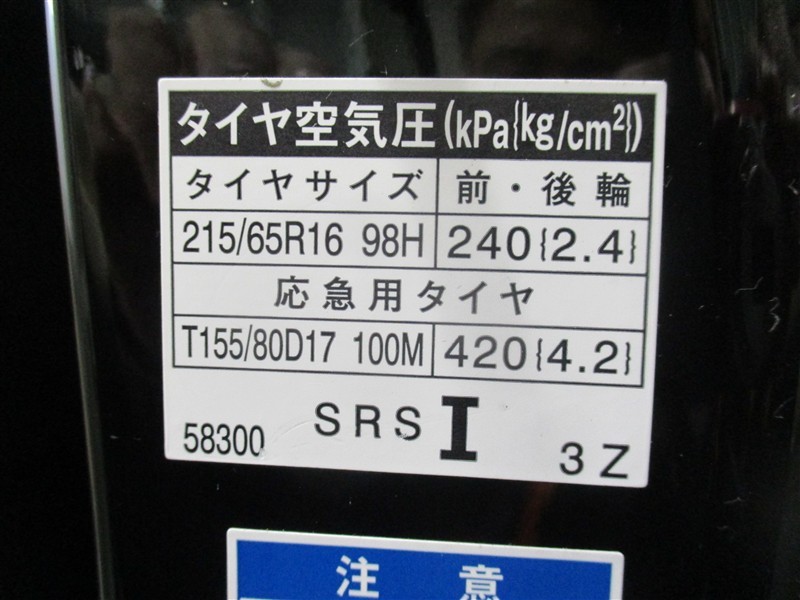 タイヤ空気圧(kPa{kg/cm²})
タイヤサイズ 前・後輪
215/65R16 98H 240{2.4}
応急用タイヤ
T155/80D17 100M 420{4.2}
58300 SRS I 3Z
注意